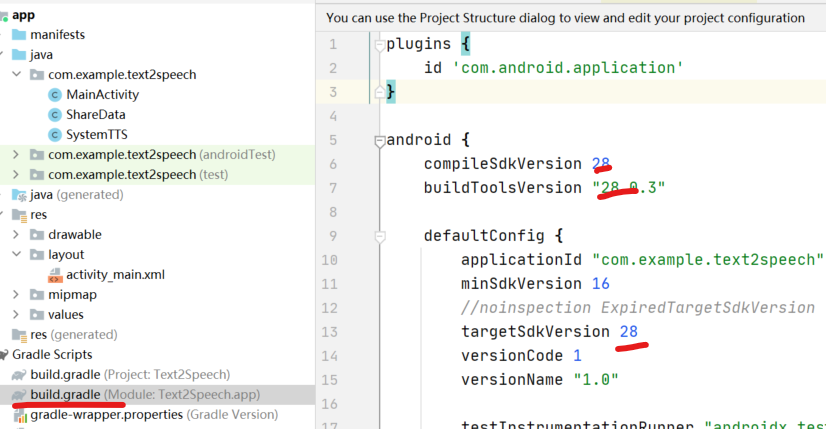 app
manifests
java
com.example.text2speech
MainActivity
ShareData
SystemTTS
com.example.text2speech (androidTest)
com.example.text2speech (test)
java (generated)
res
drawable
layout
activity_main.xml
mipmap
values
res (generated)
Gradle Scripts
build.gradle (Project: Text2Speech)
build.gradle (Module: Text2Speech.app)
gradle-wrapper.properties (Gradle Version)
You can use the Project Structure dialog to view and edit your project configuration
1 plugins {
2 id 'com.android.application'
3 }
4
5 android {
6 compileSdkVersion 28
7 buildToolsVersion "28.0.3"
8
9 defaultConfig {
10 applicationId "com.example.text2speech"
11 minSdkVersion 16
12 //noinspection ExpiredTargetSdkVersion
13 targetSdkVersion 28
14 versionCode 1
15 versionName "1.0"
16
17 testInstrumentationRunner "androidx.tes